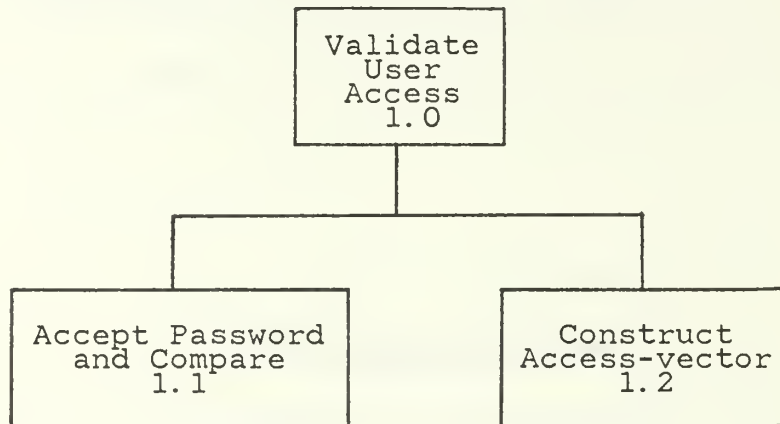 Validate
User
Access
1.0
Accept Password
and Compare
1.1
Construct
Access-vector
1.2